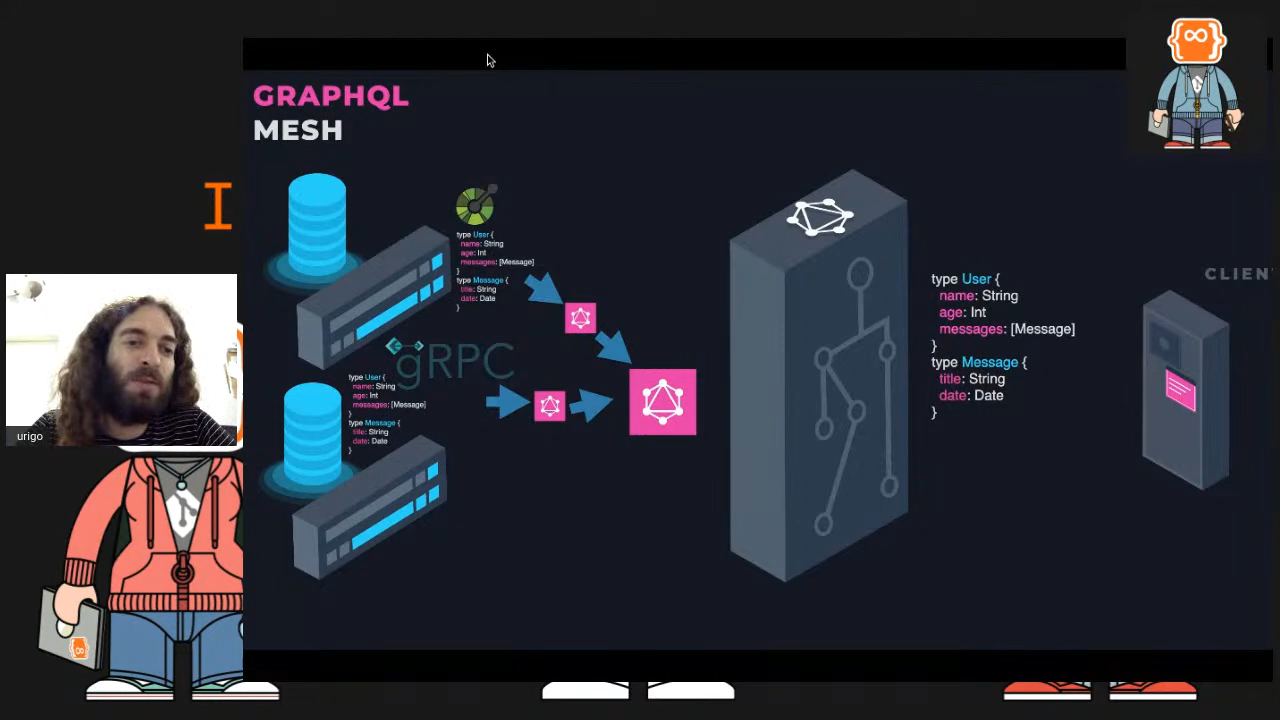 GRAPHQL
MESH
I
type User {
name: String
age: Int
messages: [Message]
}
type Message {
title: String
date: Date
}
gRPC
type User {
name: String
age: Int
messages: [Message]
}
type Message {
title: String
date: Date
}
type User {
name: String
age: Int
messages: [Message]
}
type Message {
title: String
date: Date
}
CLIEN
urigo